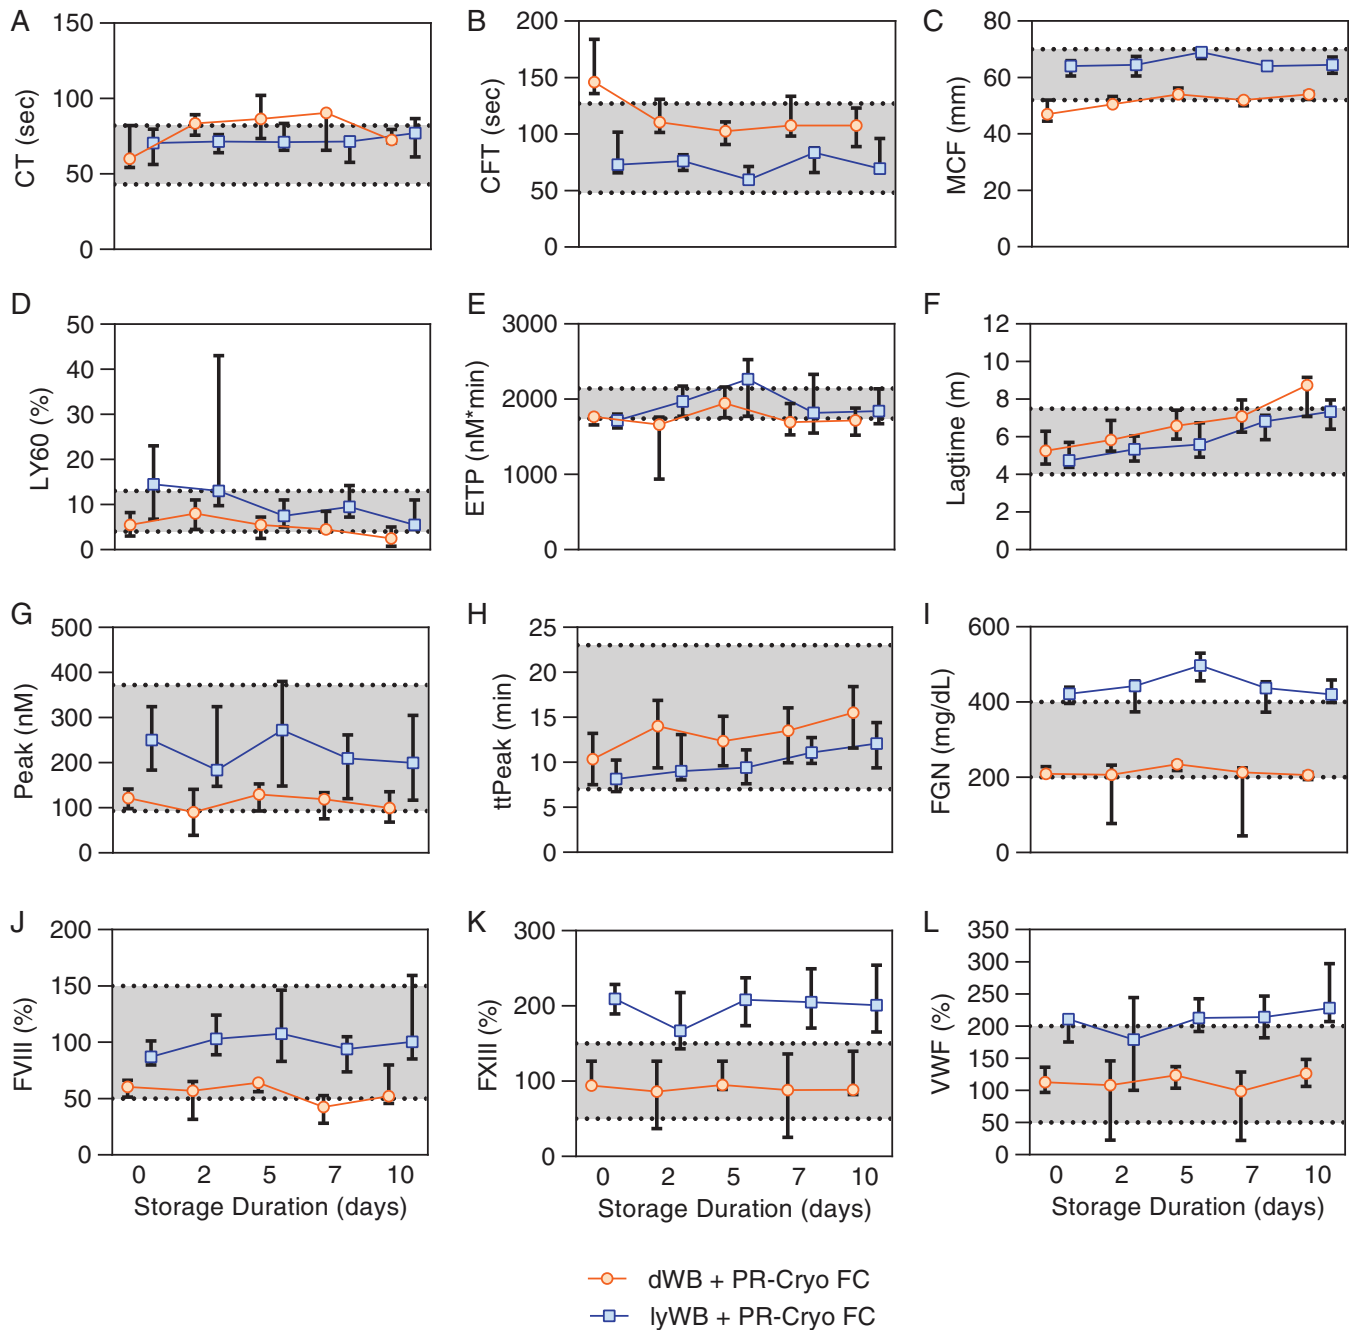 A
CT (sec)
150
100
50
0
B
CFT (sec)
200
150
100
50
0
C
MCF (mm)
80
60
40
20
0
D
LY60 (%)
50
40
30
20
10
0
E
ETP (nM*min)
3000
2000
1000
0
F
Lagtime (m)
12
10
8
6
4
2
0
G
Peak (nM)
500
400
300
200
100
0
H
ttPeak (min)
25
20
15
10
5
0
I
FGN (mg/dL)
600
400
200
0
J
FVIII (%)
200
150
100
50
0
0 2 5 7 10
Storage Duration (days)
K
FXIII (%)
300
200
100
0
0 2 5 7 10
Storage Duration (days)
L
VWF (%)
350
300
250
200
150
100
50
0
0 2 5 7 10
Storage Duration (days)
dWB + PR-Cryo FC
lyWB + PR-Cryo FC